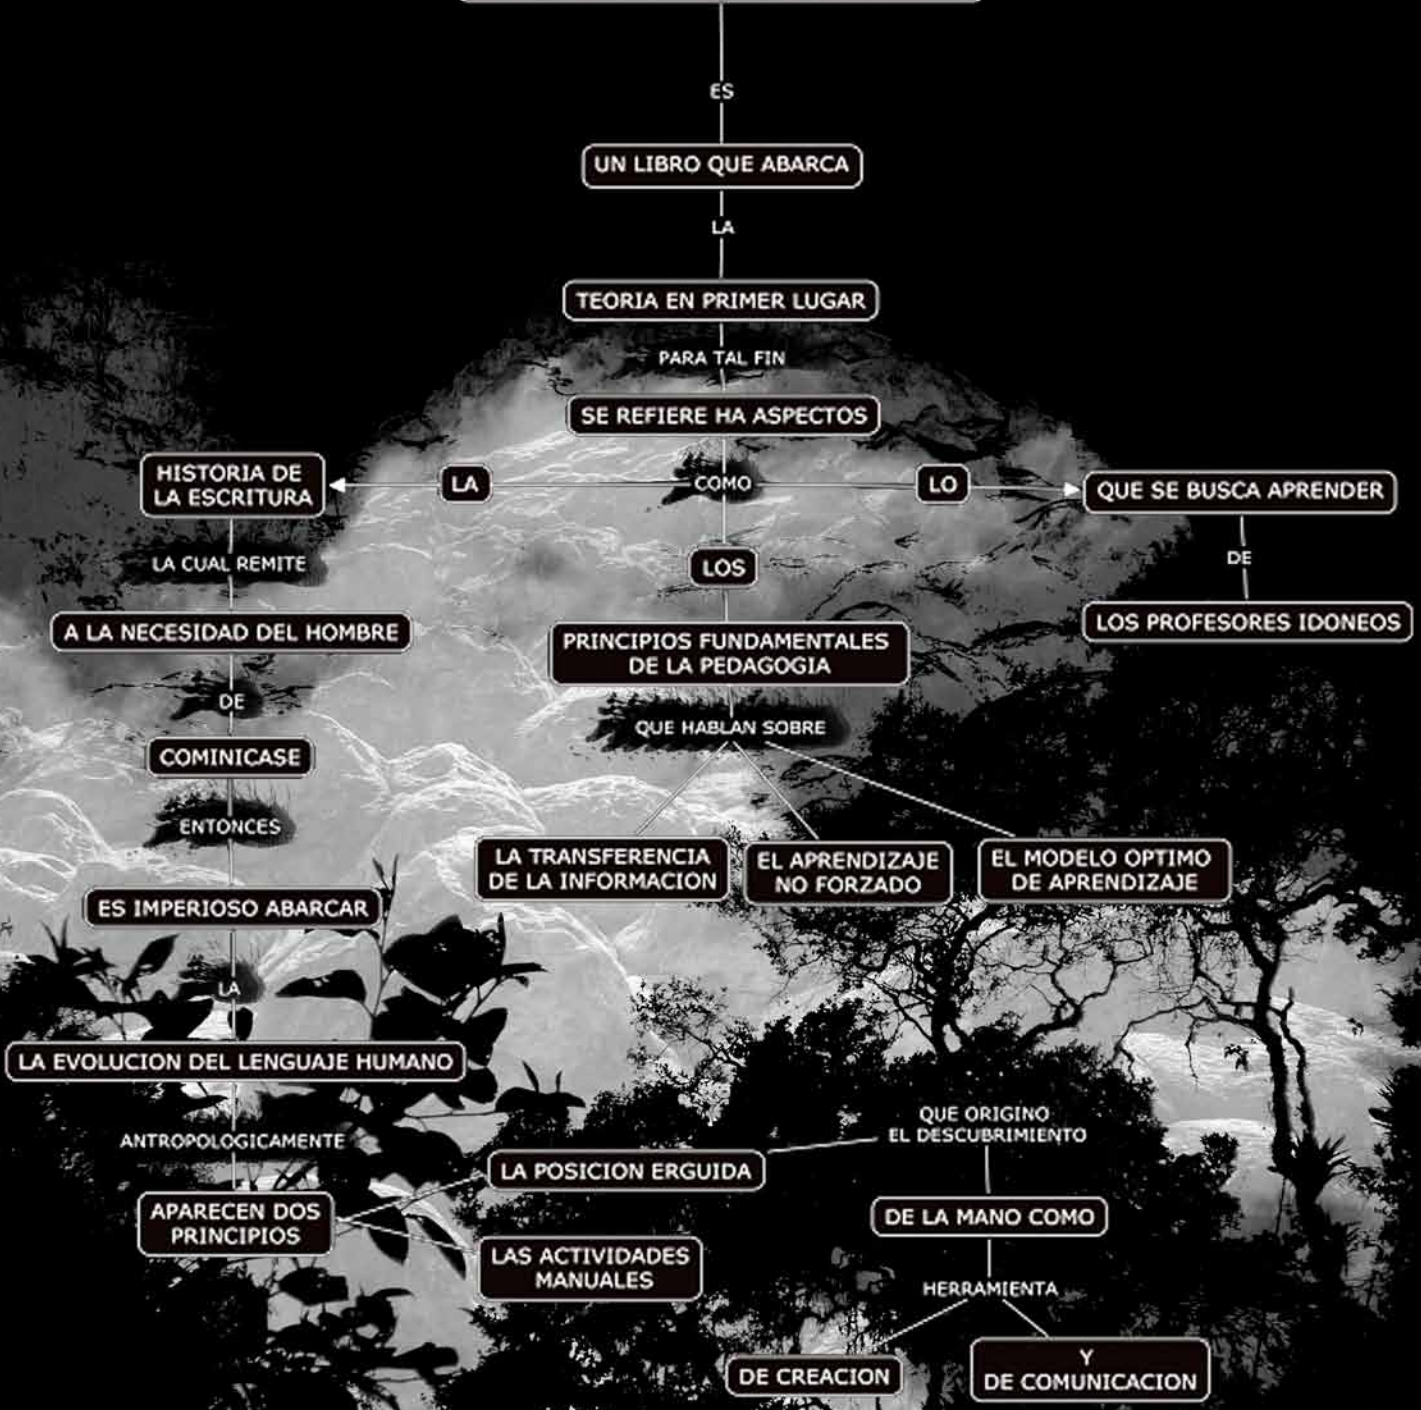 ES
UN LIBRO QUE ABARCA
LA
TEORIA EN PRIMER LUGAR
PARA TAL FIN
SE REFIERE HA ASPECTOS
COMO
LA
HISTORIA DE
LA ESCRITURA
LA CUAL REMITE
A LA NECESIDAD DEL HOMBRE
DE
COMINICASE
ENTONCES
ES IMPERIOSO ABARCAR
LA
LA EVOLUCION DEL LENGUAJE HUMANO
ANTROPOLOGICAMENTE
APARECEN DOS
PRINCIPIOS
LA POSICION ERGUIDA
LAS ACTIVIDADES
MANUALES
QUE ORIGINO
EL DESCUBRIMIENTO
DE LA MANO COMO
HERRAMIENTA
DE CREACION
Y
DE COMUNICACION
LOS
PRINCIPIOS FUNDAMENTALES
DE LA PEDAGOGIA
QUE HABLAN SOBRE
LA TRANSFERENCIA
DE LA INFORMACION
EL APRENDIZAJE
NO FORZADO
EL MODELO OPTIMO
DE APRENDIZAJE
LO
QUE SE BUSCA APRENDER
DE
LOS PROFESORES IDONEOS